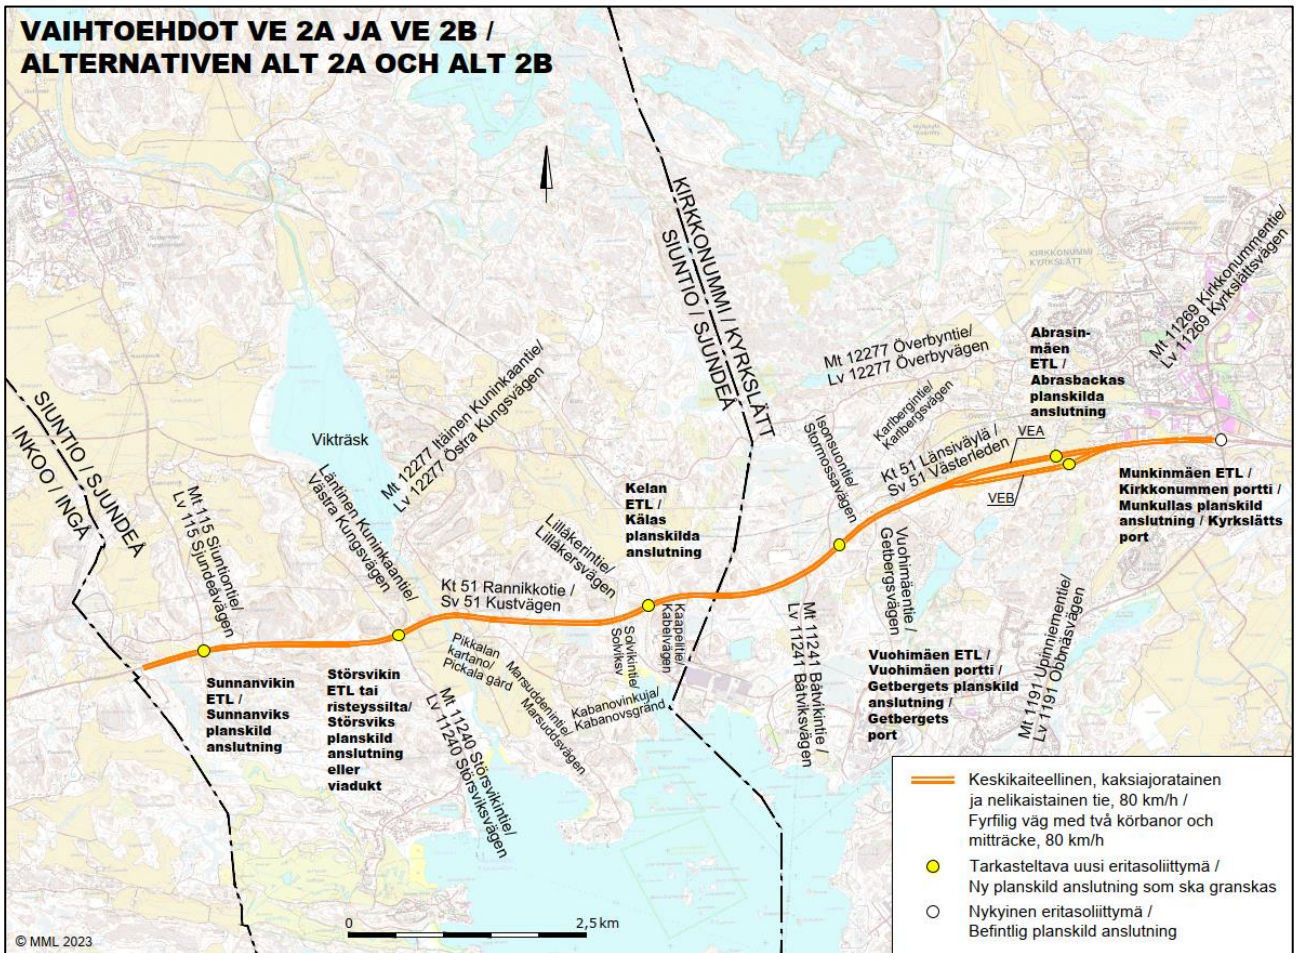 VAIHTOEHDOT VE 2A JA VE 2B /
ALTERNATIVEN ALT 2A OCH ALT 2B
KIRKKONUMMI / KYRKSLÄTT
SIUNTIO / SJUNDEÅ
KIRKKONUMMI
KYRKSLÄTT
Mt 11269 Kirkkonummentie/
Lv 11269 Kyrkslättsvägen
Abrasin-
mäen
ETL /
Abrasbackas
planskilda
anslutning
Mt 12277 Överbyntie/
Lv 12277 Överbyvägen
Karlbergintie/
Karlbergsvägen
Isonsuontie/
Stormossavägen
Kt 51 Länsiväylä /
Sv 51 Västerleden
VEA
VEB
Munkinmäen ETL /
Kirkkonummen portti /
Munkullas planskild
anslutning / Kyrkslätts
port
SIUNTIO / SJUNDEÅ
INKOO / INGÅ
Vikträsk
Mt 12277 Itäinen Kuninkaantie/
Lv 12277 Östra Kungsvägen
Läntinen Kuninkaantie/
Västra Kungsvägen
Mt 115 Siuntiontie/
Lv 115 Sjundeåvägen
Kelan
ETL /
Kälas
planskilda
anslutning
Lilläkerintie/
Lilläkersvägen
Kt 51 Rannikkotie /
Sv 51 Kustvägen
Vuohimäentie /
Getbergsvägen
Pikkalan
kartano/
Pickala gård
Marsuddenintie/
Marsuddsvägen
Solvikintie/
Solviksv
Kaapelitie/
Kabelvägen
Kabanovinkuja/
Kabanovsgränd
Mt 11241 Båtvikintie /
Lv 11241 Båtviksvägen
Mt 1191 Upinniementie/
Lv 1191 Obbnäsvägen
Sunnanvikin
ETL /
Sunnanviks
planskild
anslutning
Störsvikin
ETL tai
risteyssilta/
Störsviks
planskild
anslutning
eller
viadukt
Mt 11240 Störsvikintie/
Lv 11240 Störsviksvägen
Vuohimäen ETL /
Vuohimäen portti /
Getbergets planskild
anslutning /
Getbergets
port
Keskikaiteellinen, kaksiajoratainen
ja nelikaistainen tie, 80 km/h /
Fyrfilig väg med två körbanor och
mitträcke, 80 km/h
Tarkasteltava uusi eritasoliittymä /
Ny planskild anslutning som ska granskas
Nykyinen eritasoliittymä /
Befintlig planskild anslutning
0 2,5 km
© MML 2023